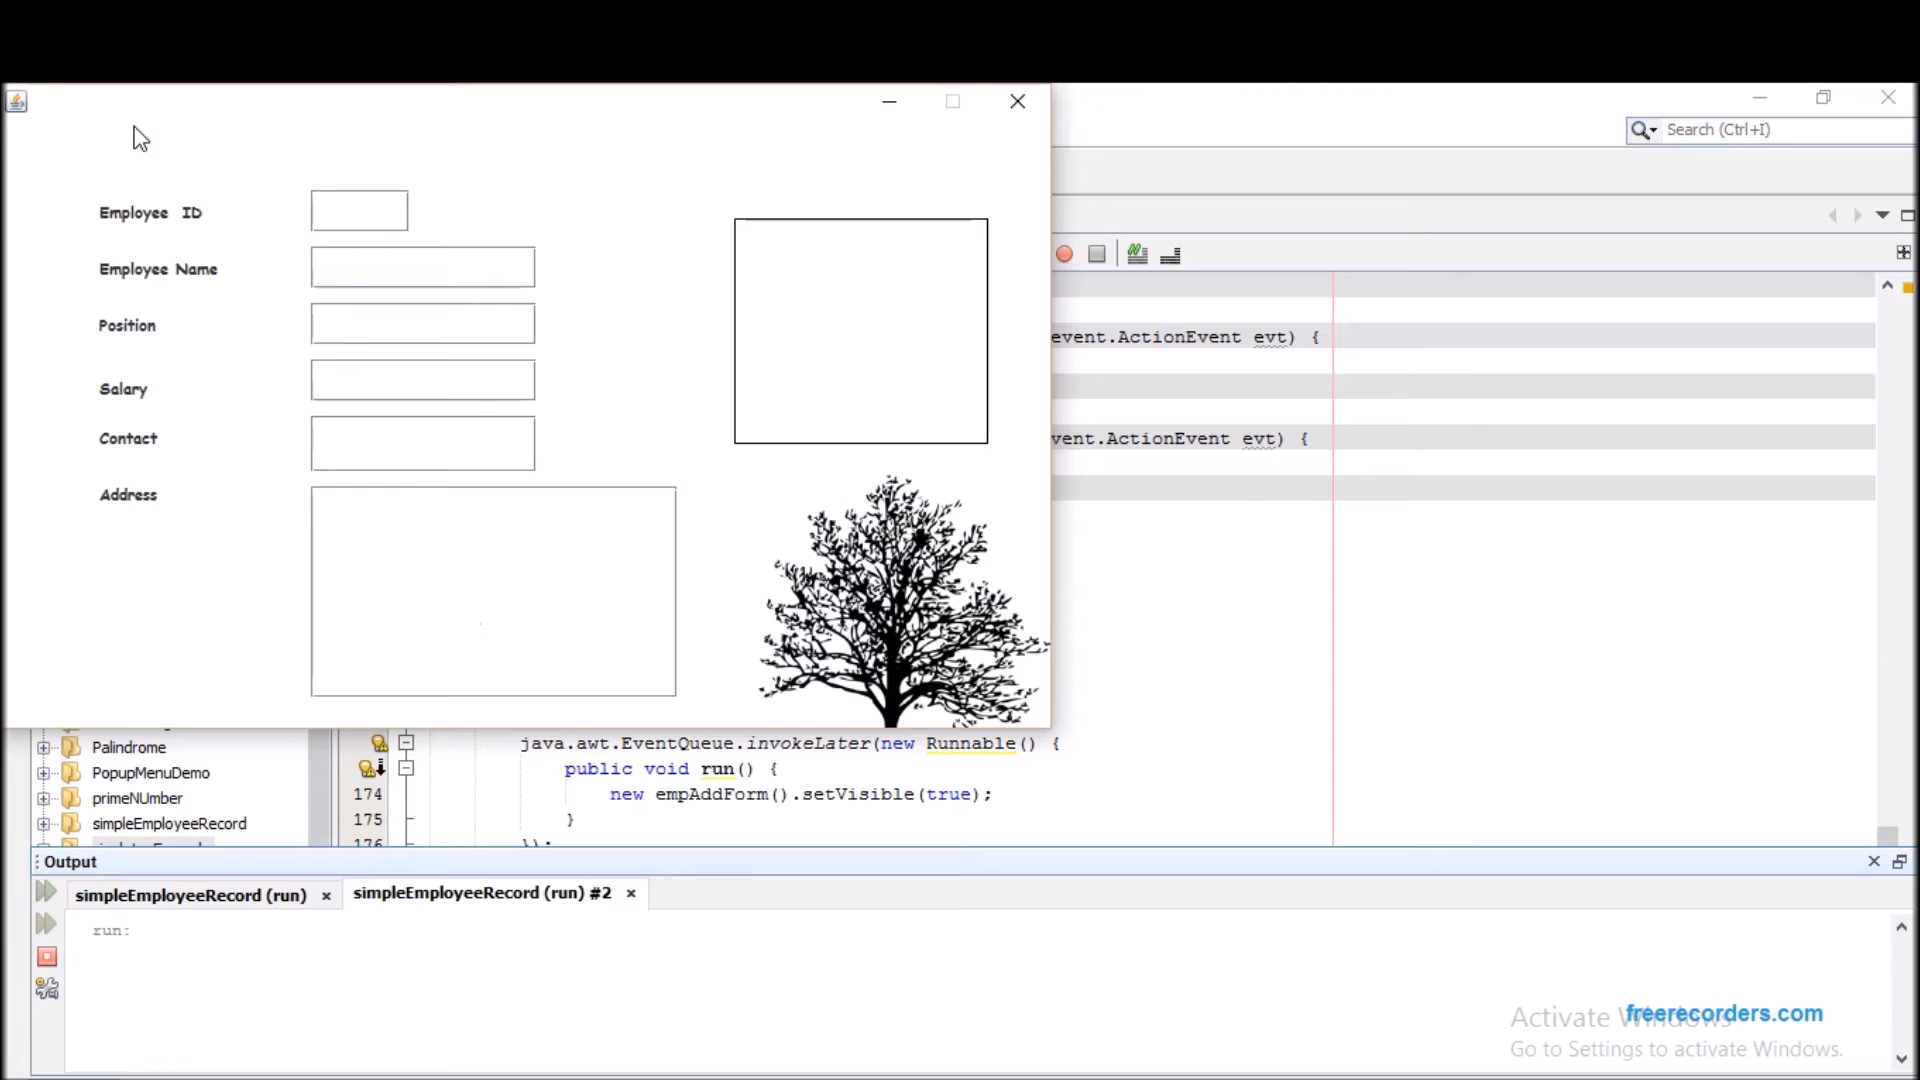 Search (Ctrl+I)
Employee ID
Employee Name
Position
Salary
Contact
Address
event.ActionEvent evt) {
vent.ActionEvent evt) {
Palindrome
PopupMenuDemo
primeNUmber
simpleEmployeeRecord
java.awt.EventQueue.invokeLater(new Runnable() {
public void run() {
174 new empAddForm().setVisible(true);
175 }
176 });
Output
simpleEmployeeRecord (run)
simpleEmployeeRecord (run) #2
run:
Activate Windows
freerecorders.com
Go to Settings to activate Windows.